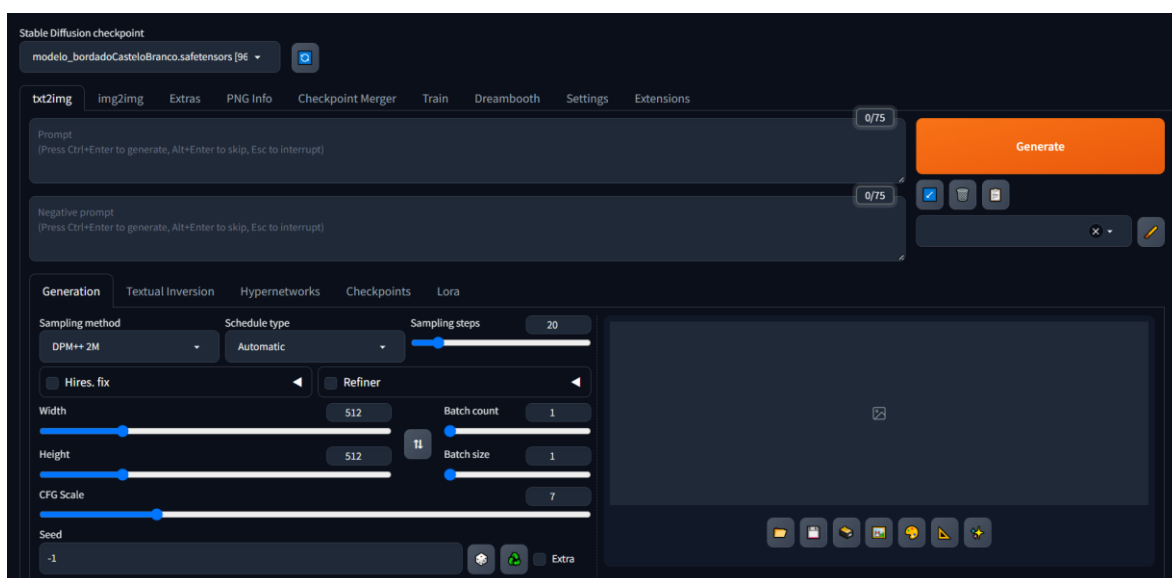 Stable Diffusion checkpoint
modelo_bordadoCasteloBranco.safetensors [96
txt2img img2img Extras PNG Info Checkpoint Merger Train Dreambooth Settings Extensions
0/75
Prompt
(Press Ctrl+Enter to generate, Alt+Enter to skip, Esc to interrupt)
Generate
0/75
Negative prompt
(Press Ctrl+Enter to generate, Alt+Enter to skip, Esc to interrupt)
Generation Textual Inversion Hypernetworks Checkpoints Lora
Sampling method Schedule type Sampling steps 20
DPM++ 2M Automatic
Hires. fix Refiner
Width 512 Batch count 1
Height 512 Batch size 1
CFG Scale 7
Seed
-1 Extra